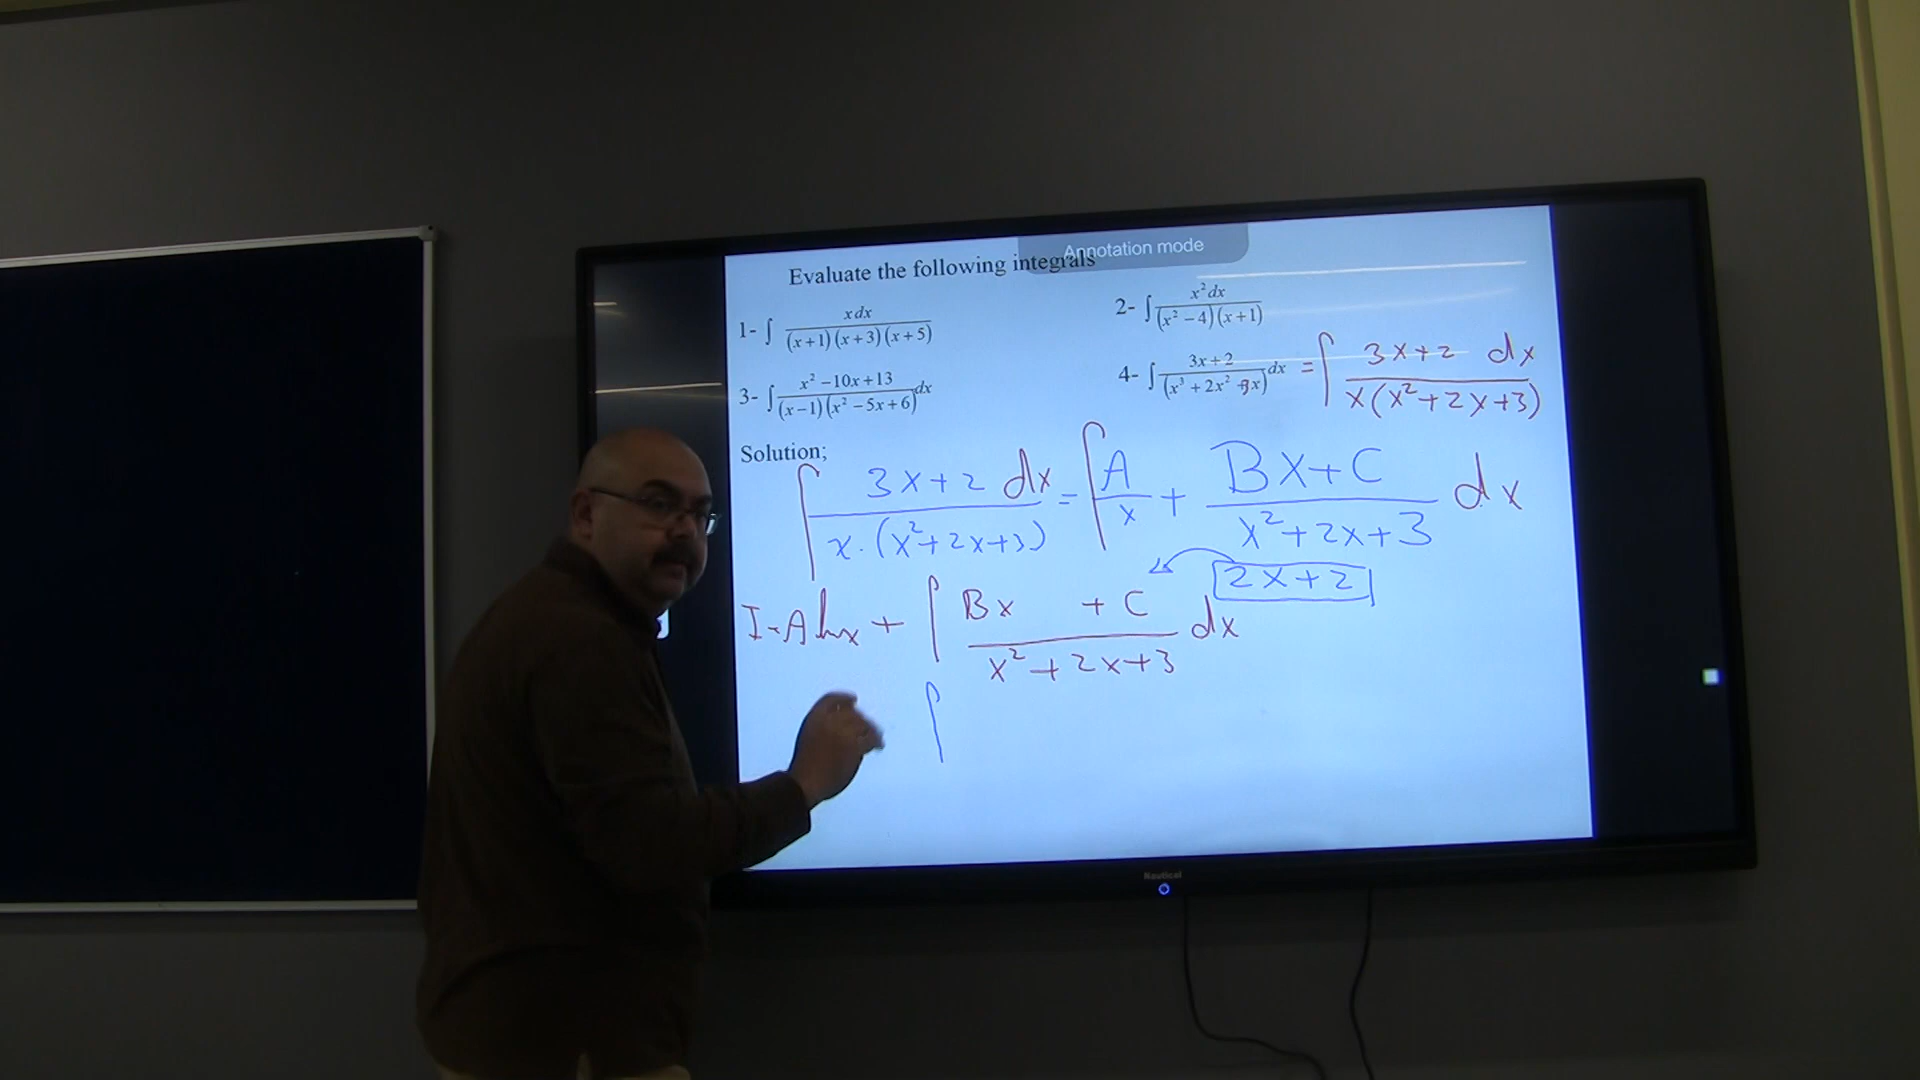 Annotation mode
Evaluate the following integrals
1- ∫ x dx / (x+1)(x+3)(x+5)
2- ∫ x² dx / (x² −4)(x+1)
3- ∫ x² −10x+13 / (x−1)(x² −5x+6) dx
4- ∫ 3x+2 / (x³ +2x² +3x) dx = ∫ 3x+2 dx / x(x²+2x+3)
Solution;
∫ 3x+2 dx / x·(x²+2x+3) = ∫ A / x + Bx+C / x²+2x+3 dx
2x+2
I=A lnx + ∫ Bx + C / x²+2x+3 dx
∫
Nautical